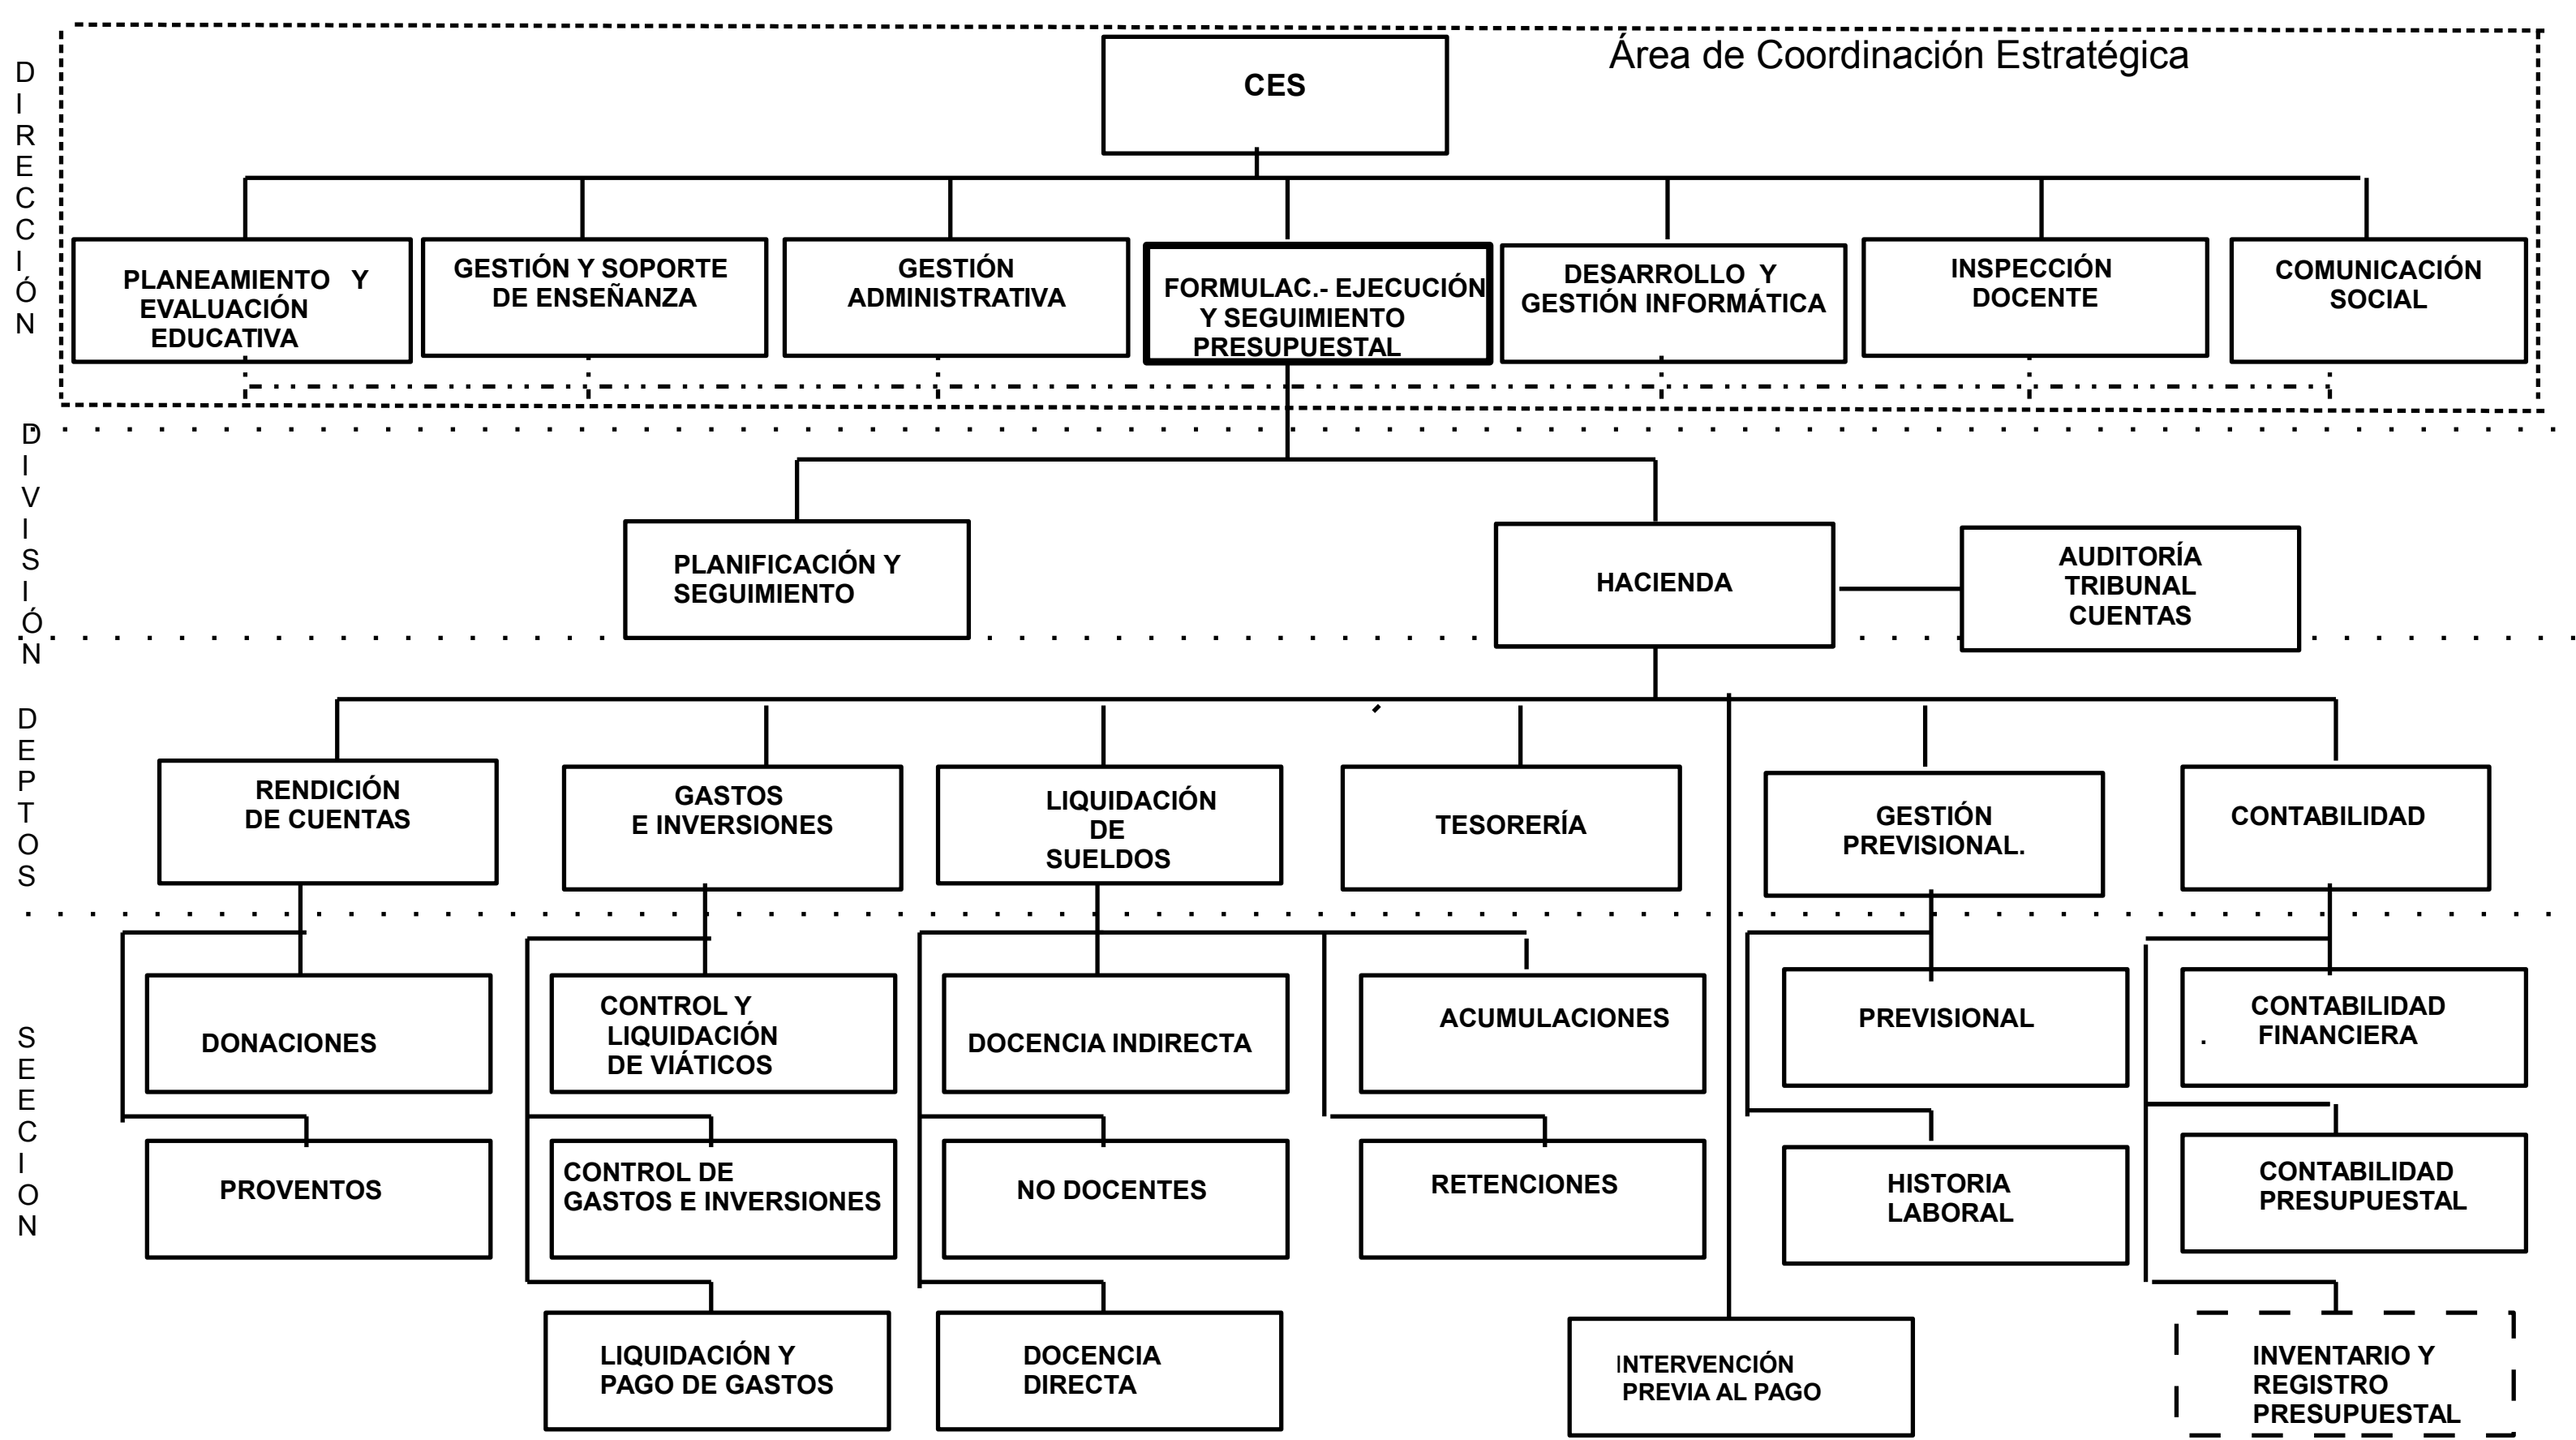 Área de Coordinación Estratégica
CES
D
I
R
E
C
C
I
Ó
N
PLANEAMIENTO Y
EVALUACIÓN
EDUCATIVA
GESTIÓN Y SOPORTE
DE ENSEÑANZA
GESTIÓN
ADMINISTRATIVA
FORMULAC.- EJECUCIÓN
Y SEGUIMIENTO
PRESUPUESTAL
DESARROLLO Y
GESTIÓN INFORMÁTICA
INSPECCIÓN
DOCENTE
COMUNICACIÓN
SOCIAL
D
I
V
I
S
I
Ó
N
PLANIFICACIÓN Y
SEGUIMIENTO
HACIENDA
AUDITORÍA
TRIBUNAL
CUENTAS
D
E
P
T
O
S
RENDICIÓN
DE CUENTAS
GASTOS
E INVERSIONES
LIQUIDACIÓN
DE
SUELDOS
TESORERÍA
GESTIÓN
PREVISIONAL.
CONTABILIDAD
S
E
E
C
I
O
N
DONACIONES
CONTROL Y
LIQUIDACIÓN
DE VIÁTICOS
DOCENCIA INDIRECTA
ACUMULACIONES
PREVISIONAL
CONTABILIDAD
. FINANCIERA
PROVENTOS
CONTROL DE
GASTOS E INVERSIONES
NO DOCENTES
RETENCIONES
HISTORIA
LABORAL
CONTABILIDAD
PRESUPUESTAL
LIQUIDACIÓN Y
PAGO DE GASTOS
DOCENCIA
DIRECTA
INTERVENCIÓN
PREVIA AL PAGO
INVENTARIO Y
REGISTRO
PRESUPUESTAL